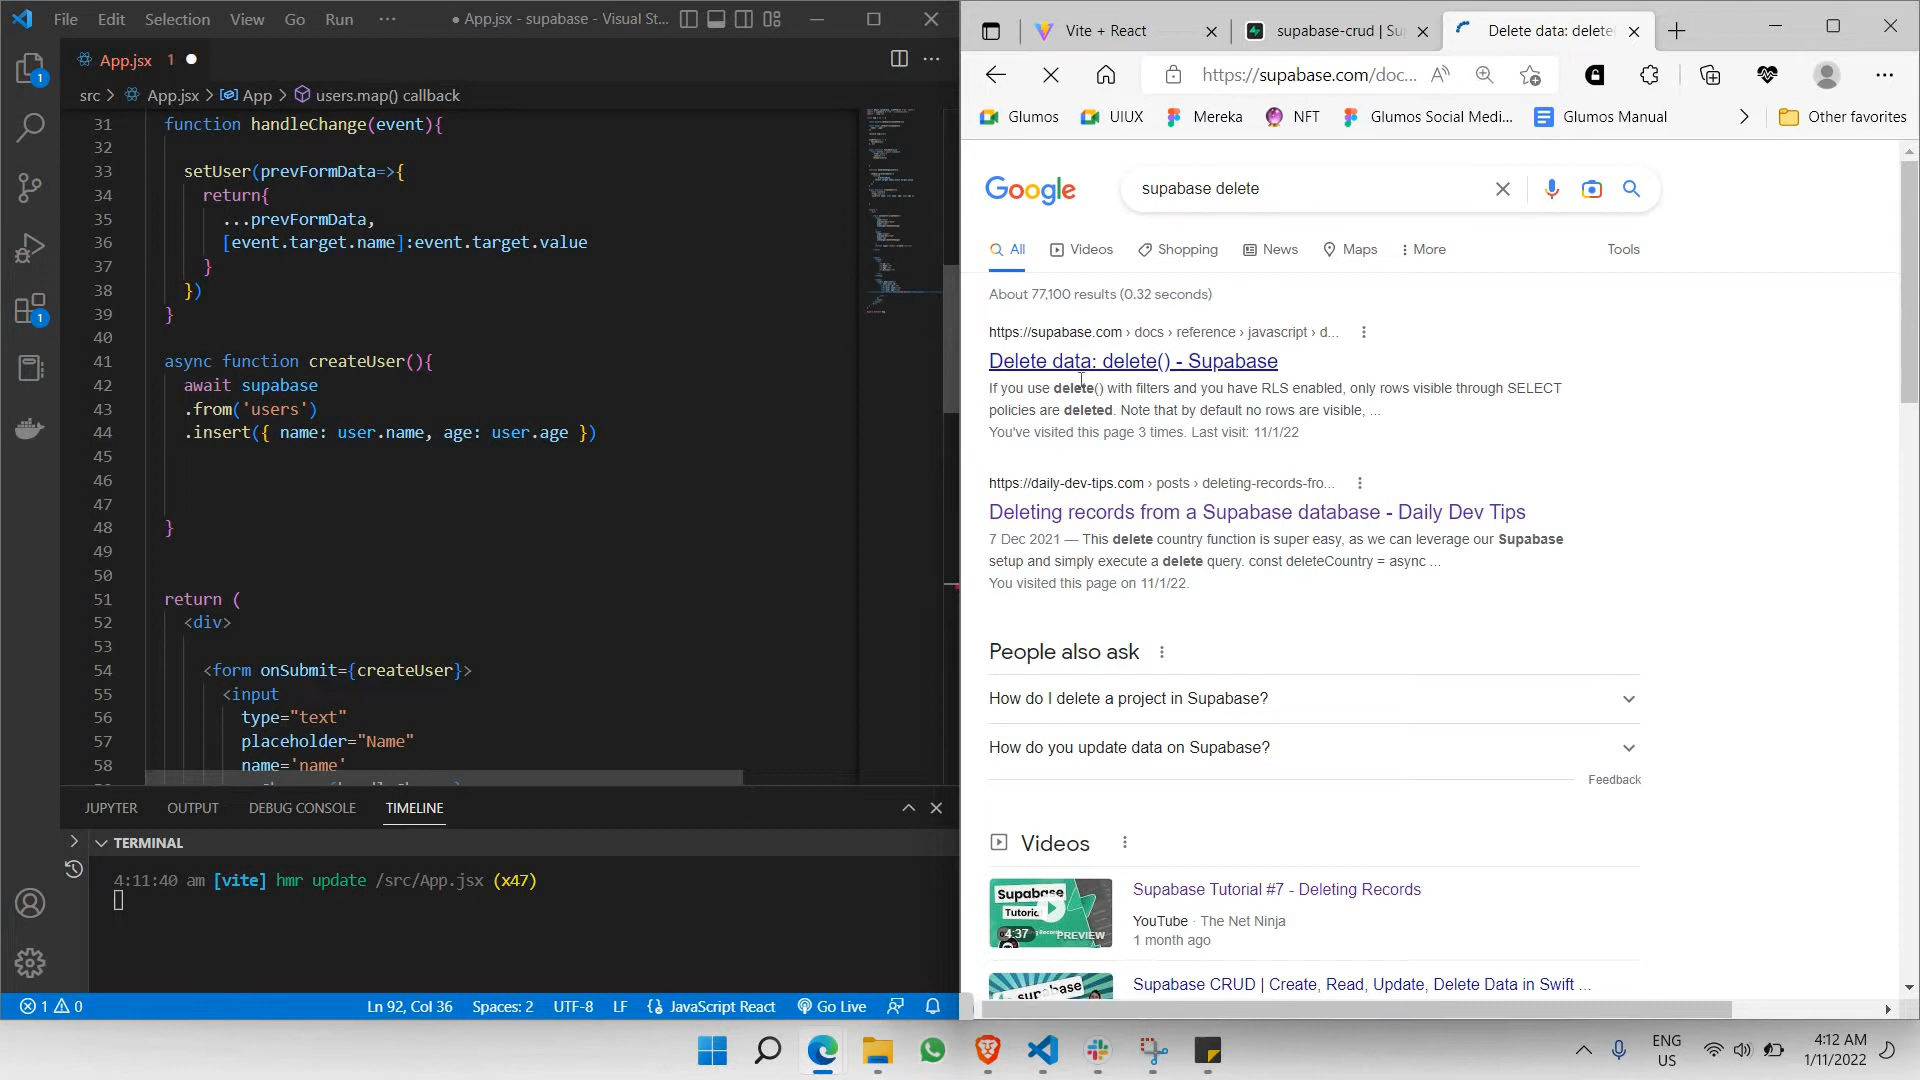 File Edit Selection View Go Run ··· ● App.jsx - supabase - Visual St...
App.jsx 1 ●
src > App.jsx > App > users.map() callback
31 function handleChange(event){
32
33 setUser(prevFormData=>{
34 return{
35 ...prevFormData,
36 [event.target.name]:event.target.value
37 }
38 })
39 }
40
41 async function createUser(){
42 await supabase
43 .from('users')
44 .insert({ name: user.name, age: user.age })
45
46
47
48 }
49
50
51 return (
52 <div>
53
54 <form onSubmit={createUser}>
55 <input
56 type="text"
57 placeholder="Name"
58 name='name'
JUPYTER OUTPUT DEBUG CONSOLE TIMELINE
TERMINAL
4:11:40 am [vite] hmr update /src/App.jsx (x47)
1 0 Ln 92, Col 36 Spaces: 2 UTF-8 LF JavaScript React Go Live
Vite + React supabase-crud | Su Delete data: delete
https://supabase.com/doc...
Glumos UIUX Mereka NFT Glumos Social Medi... Glumos Manual Other favorites
Google supabase delete
All Videos Shopping News Maps More Tools
About 77,100 results (0.32 seconds)
https://supabase.com › docs › reference › javascript › d...
Delete data: delete() - Supabase
If you use delete() with filters and you have RLS enabled, only rows visible through SELECT
policies are deleted. Note that by default no rows are visible, ...
You've visited this page 3 times. Last visit: 11/1/22
https://daily-dev-tips.com › posts › deleting-records-fro...
Deleting records from a Supabase database - Daily Dev Tips
7 Dec 2021 — This delete country function is super easy, as we can leverage our Supabase
setup and simply execute a delete query. const deleteCountry = async ...
You visited this page on 11/1/22.
People also ask
How do I delete a project in Supabase?
How do you update data on Supabase?
Feedback
Videos
Supabase
Tutorial
4:37 PREVIEW
Supabase Tutorial #7 - Deleting Records
YouTube · The Net Ninja
1 month ago
supabase
Supabase CRUD | Create, Read, Update, Delete Data in Swift ...
ENG
US
4:12 AM
1/11/2022